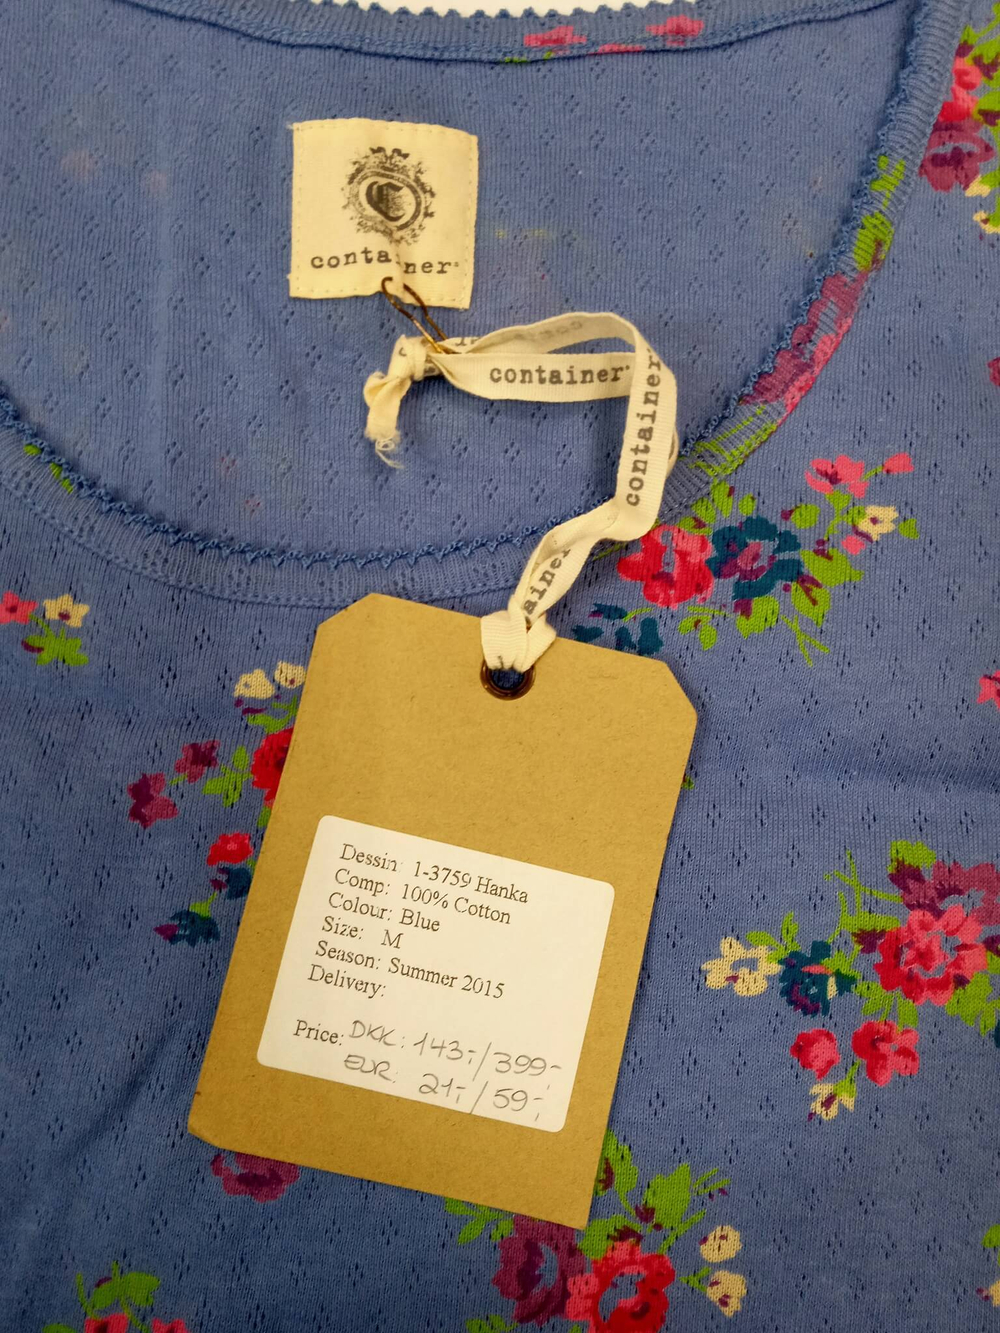 C
container
container
container
ainer
Dessin: 1-3759 Hanka
Comp: 100% Cotton
Colour: Blue
Size: M
Season: Summer 2015
Delivery:
Price: DKK: 143,-/399,-
EUR: 21,-/59,-